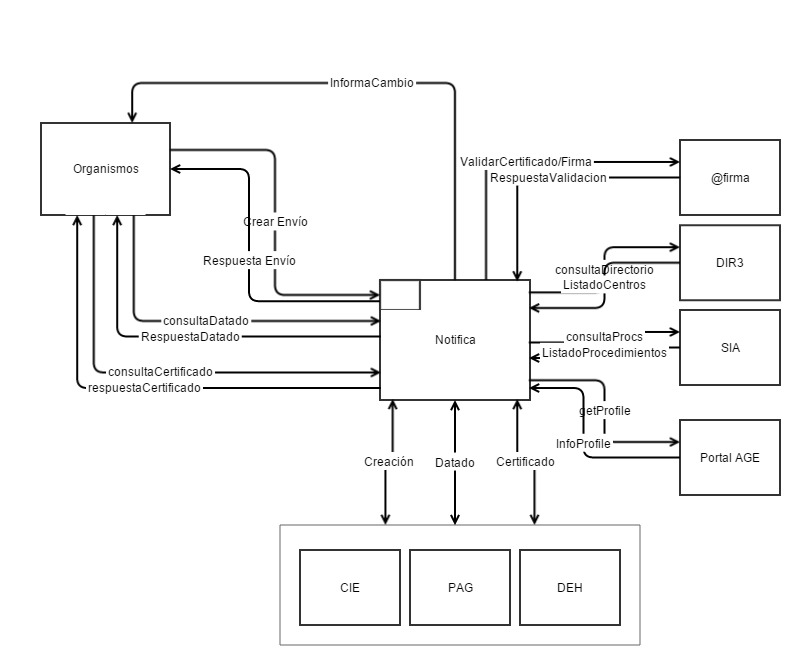 InformaCambio
Organismos
ValidarCertificado/Firma
RespuestaValidacion
@firma
Crear Envío
Respuesta Envío
consultaDirectorio
ListadoCentros
DIR3
consultaDatado
RespuestaDatado
Notifica
consultaProcs
ListadoProcedimientos
SIA
consultaCertificado
respuestaCertificado
getProfile
InfoProfile
Portal AGE
Creación
Datado
Certificado
CIE
PAG
DEH